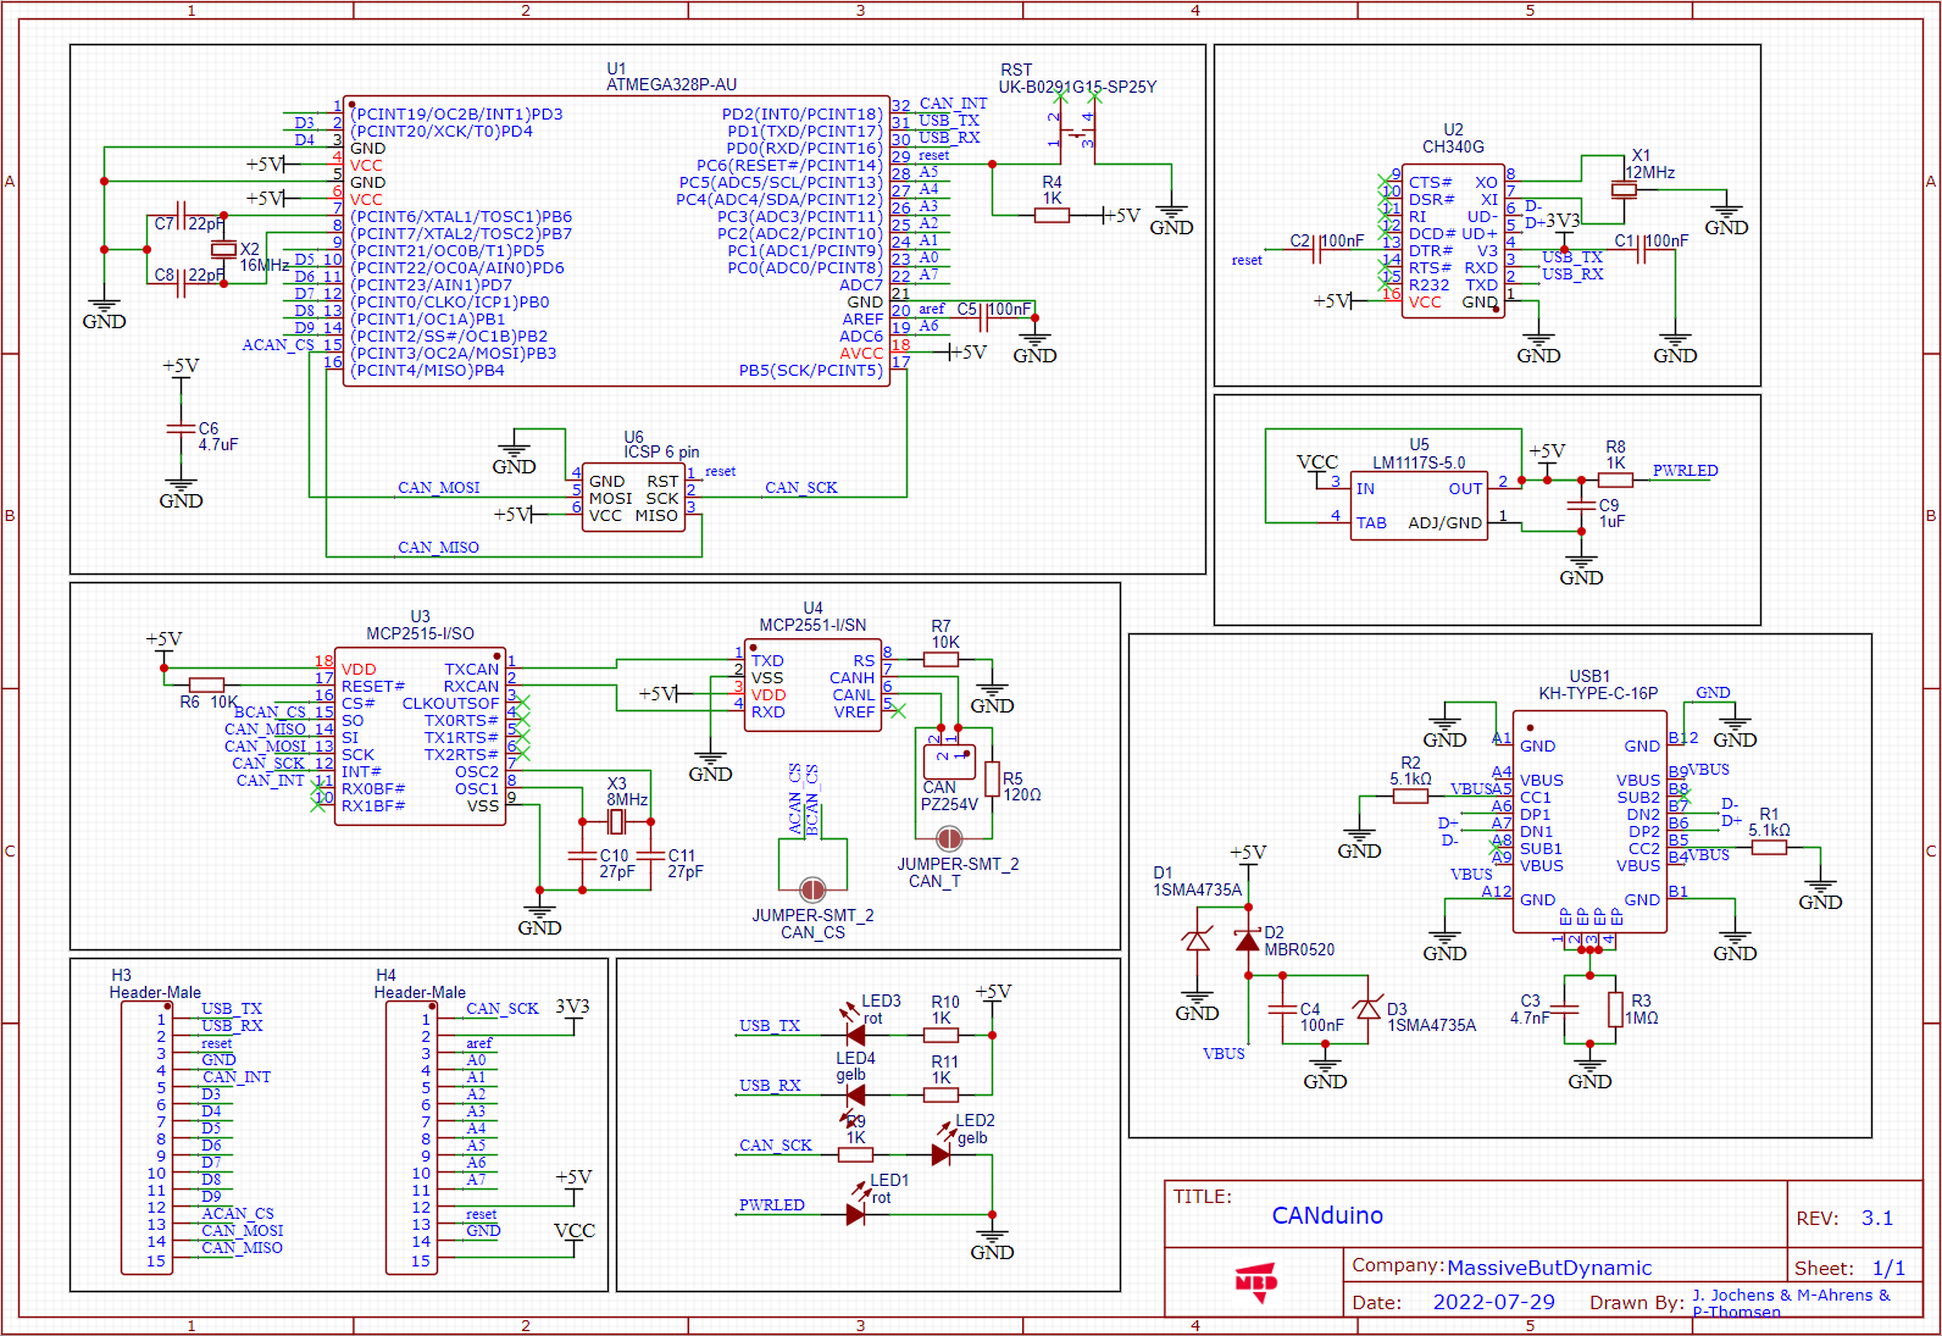 1 2 3 4 5
A
B
C
A
B
C
U1
ATMEGA328P-AU
1 (PCINT19/OC2B/INT1)PD3
D3 2 (PCINT20/XCK/T0)PD4
D4 3 GND
+5V 4 VCC
5 GND
+5V 6 VCC
7 (PCINT6/XTAL1/TOSC1)PB6
8 (PCINT7/XTAL2/TOSC2)PB7
9 (PCINT21/OC0B/T1)PD5
D5 10 (PCINT22/OC0A/AIN0)PD6
D6 11 (PCINT23/AIN1)PD7
D7 12 (PCINT0/CLKO/ICP1)PB0
D8 13 (PCINT1/OC1A)PB1
D9 14 (PCINT2/SS#/OC1B)PB2
ACAN_CS 15 (PCINT3/OC2A/MOSI)PB3
16 (PCINT4/MISO)PB4
PD2(INT0/PCINT18) 32 CAN_INT
PD1(TXD/PCINT17) 31 USB_TX
PD0(RXD/PCINT16) 30 USB_RX
PC6(RESET#/PCINT14) 29 reset
PC5(ADC5/SCL/PCINT13) 28 A5
PC4(ADC4/SDA/PCINT12) 27 A4
PC3(ADC3/PCINT11) 26 A3
PC2(ADC2/PCINT10) 25 A2
PC1(ADC1/PCINT9) 24 A1
PC0(ADC0/PCINT8) 23 A0
ADC7 22 A7
GND 21
AREF 20 aref
ADC6 19 A6
AVCC 18 +5V
PB5(SCK/PCINT5) 17
C7 22pF
X2
16MHz
C8 22pF
GND
+5V
C6
4.7uF
GND
RST
UK-B0291G15-SP25Y
2 4
1 3
R4
1K
+5V
GND
C5 100nF
GND
U6
ICSP 6 pin
GND
4 GND RST 1 reset
CAN_MOSI 5 MOSI SCK 2 CAN_SCK
+5V 6 VCC MISO 3
CAN_MISO
U2
CH340G
9 CTS# XO 8
10 DSR# XI 7
11 RI UD- 6 D-
12 DCD# UD+ 5 D+
13 DTR# V3 4
14 RTS# RXD 3 USB_TX
15 R232 TXD 2 USB_RX
+5V 16 VCC GND 1
X1
12MHz
GND
3V3
C2 100nF
reset
C1 100nF
GND
GND
U5
LM1117S-5.0
VCC
3 IN OUT 2
4 TAB ADJ/GND 1
+5V
R8
1K
PWRLED
C9
1uF
GND
U3
MCP2515-I/SO
+5V
R6 10K
18 VDD TXCAN 1
17 RESET# RXCAN 2
16 CS# CLKOUTSOF 3
BCAN_CS 15 SO TX0RTS# 4
CAN_MISO 14 SI TX1RTS# 5
CAN_MOSI 13 SCK TX2RTS# 6
CAN_SCK 12 INT# OSC2 7
CAN_INT 11 RX0BF# OSC1 8
10 RX1BF# VSS 9
X3
8MHz
C10
27pF
C11
27pF
GND
U4
MCP2551-I/SN
1 TXD RS 8
2 VSS CANH 7
+5V 3 VDD CANL 6
4 RXD VREF 5
GND
R7
10K
GND
2 1
2 1
CAN
PZ254V
R5
120Ω
JUMPER-SMT_2
CAN_T
ACAN_CS
BCAN_CS
JUMPER-SMT_2
CAN_CS
USB1
KH-TYPE-C-16P
GND
GND
GND
A1 GND GND B12
A4 VBUS VBUS B9 VBUS
VBUS A5 CC1 SUB2 B8
A6 DP1 DN2 B7 D-
D+ A7 DN1 DP2 B6 D+
D- A8 SUB1 CC2 B5
A9 VBUS VBUS B4 VBUS
VBUS
A12 GND GND B1
EP EP EP EP
1 2 3 4
R2
5.1kΩ
GND
R1
5.1kΩ
GND
GND
GND
C3
4.7nF
R3
1MΩ
GND
+5V
D1
1SMA4735A
D2
MBR0520
GND
C4
100nF
D3
1SMA4735A
VBUS
GND
H3
Header-Male
1 USB_TX
2 USB_RX
3 reset
4 GND
5 CAN_INT
6 D3
7 D4
8 D5
9 D6
10 D7
11 D8
12 D9
13 ACAN_CS
14 CAN_MOSI
15 CAN_MISO
H4
Header-Male
1 CAN_SCK
2 3V3
3 aref
4 A0
5 A1
6 A2
7 A3
8 A4
9 A5
10 A6
11 A7
12 +5V
13 reset
14 GND
15 VCC
USB_TX
LED3
rot
R10
1K
+5V
LED4
gelb
USB_RX
R11
1K
R9
1K
CAN_SCK
LED2
gelb
LED1
rot
PWRLED
GND
TITLE:
CANduino
REV: 3.1
MBD
Company: MassiveButDynamic
Sheet: 1/1
Date: 2022-07-29
Drawn By: J. Jochens & M-Ahrens &
P-Thomsen
1 2 3 4 5